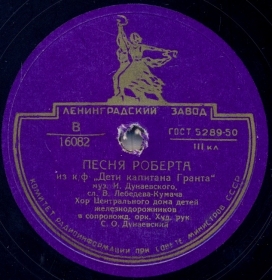 ЛЕНИНГРАДСКИЙ ЗАВОД
В
16082
ГОСТ 5289-50
III кл
ПЕСНЯ РОБЕРТА
из к/ф „Дети капитана Гранта"
муз. И. Дунаевского,
сл. В. Лебедева-Кумача
Хор Центрального дома детей
железнодорожников
в сопровожд. орк. Худ. рук.
С. О. Дунаевский
КОМИТЕТ РАДИОИНФОРМАЦИИ ПРИ СОВЕТЕ МИНИСТРОВ СССР